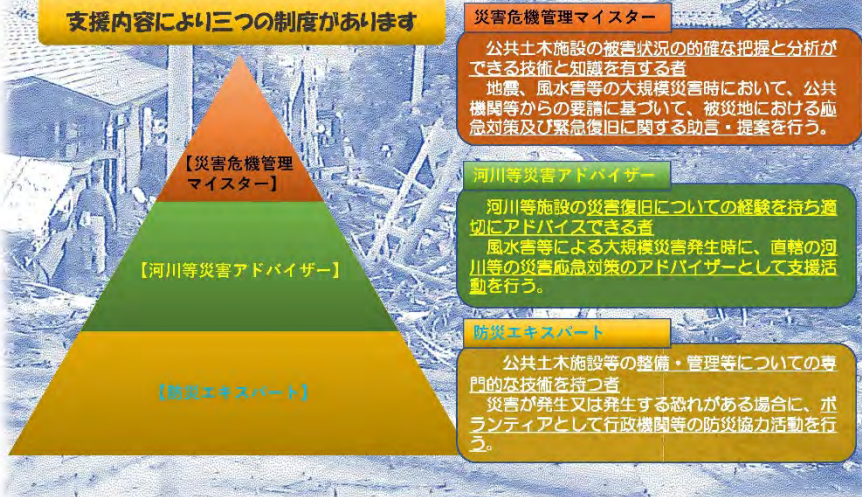 支援内容により三つの制度があります
【災害危機管理
マイスター】
【河川等災害アドバイザー】
【防災エキスパート】
災害危機管理マイスター
公共土木施設の被害状況の的確な把握と分析が
できる技術と知識を有する者
地震、風水害等の大規模災害時において、公共
機関等からの要請に基づいて、被災地における応
急対策及び緊急復旧に関する助言・提案を行う。
河川等災害アドバイザー
河川等施設の災害復旧についての経験を持ち適
切にアドバイスできる者
風水害等による大規模災害発生時に、直轄の河
川等の災害応急対策のアドバイザーとして支援活
動を行う。
防災エキスパート
公共土木施設等の整備・管理等についての専
門的な技術を持つ者
災害が発生又は発生する恐れがある場合に、ボ
ランティアとして行政機関等の防災協力活動を行
う。